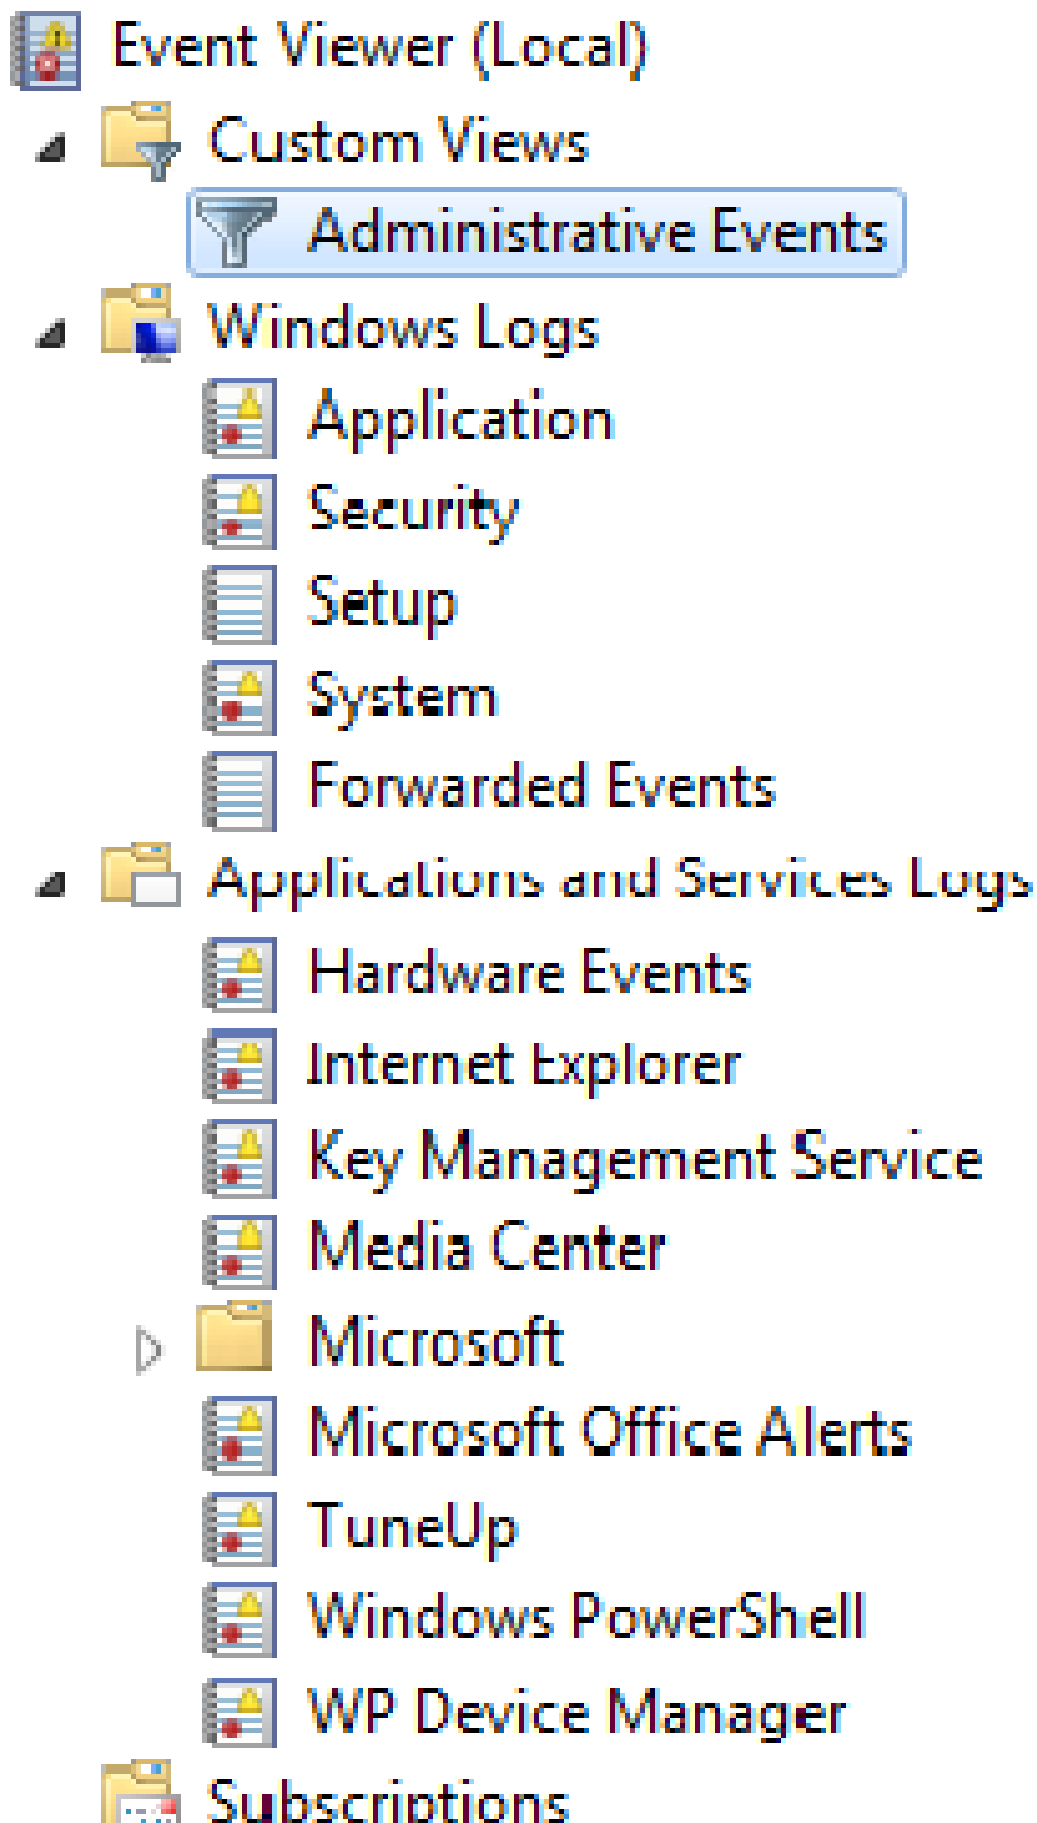 Event Viewer (Local)
Custom Views
Administrative Events
Windows Logs
Application
Security
Setup
System
Forwarded Events
Applications and Services Logs
Hardware Events
Internet Explorer
Key Management Service
Media Center
Microsoft
Microsoft Office Alerts
TuneUp
Windows PowerShell
WP Device Manager
Subscriptions